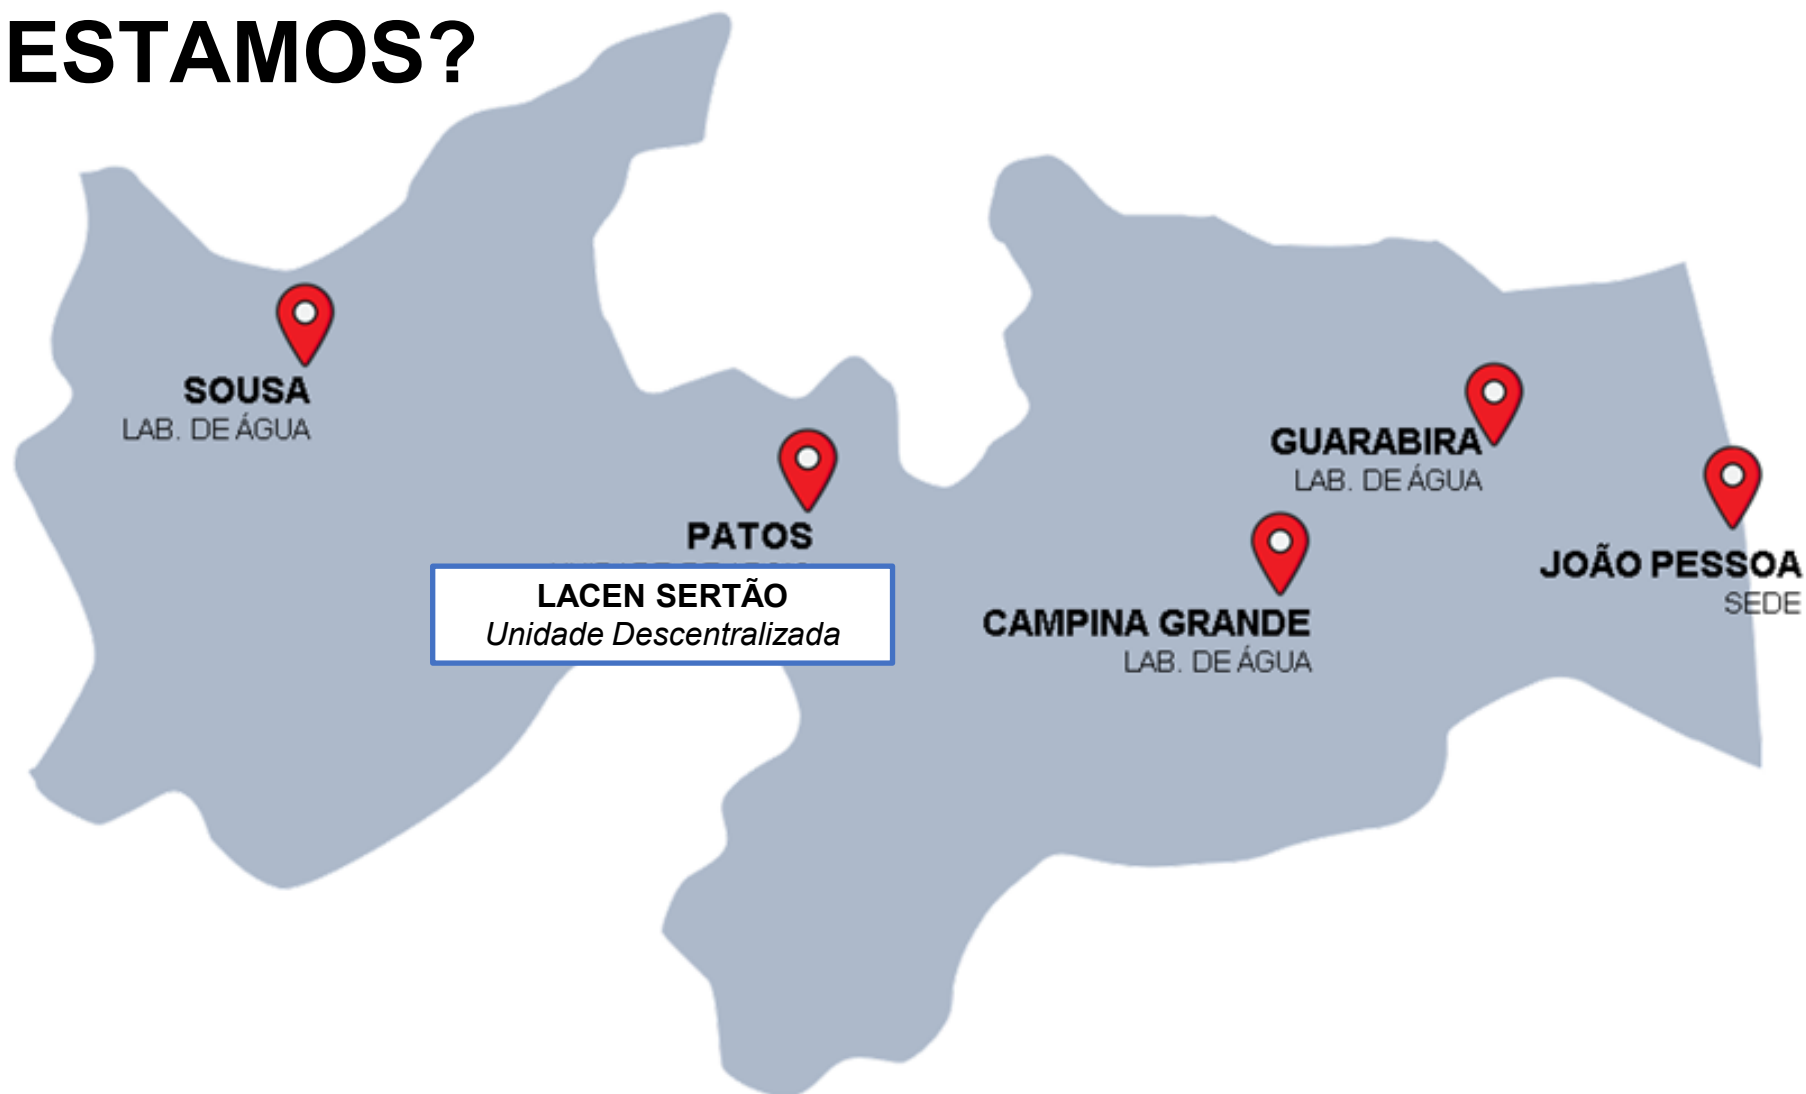 ESTAMOS?
SOUSA
LAB. DE ÁGUA
PATOS
LACEN SERTÃO
Unidade Descentralizada
GUARABIRA
LAB. DE ÁGUA
CAMPINA GRANDE
LAB. DE ÁGUA
JOÃO PESSOA
SEDE